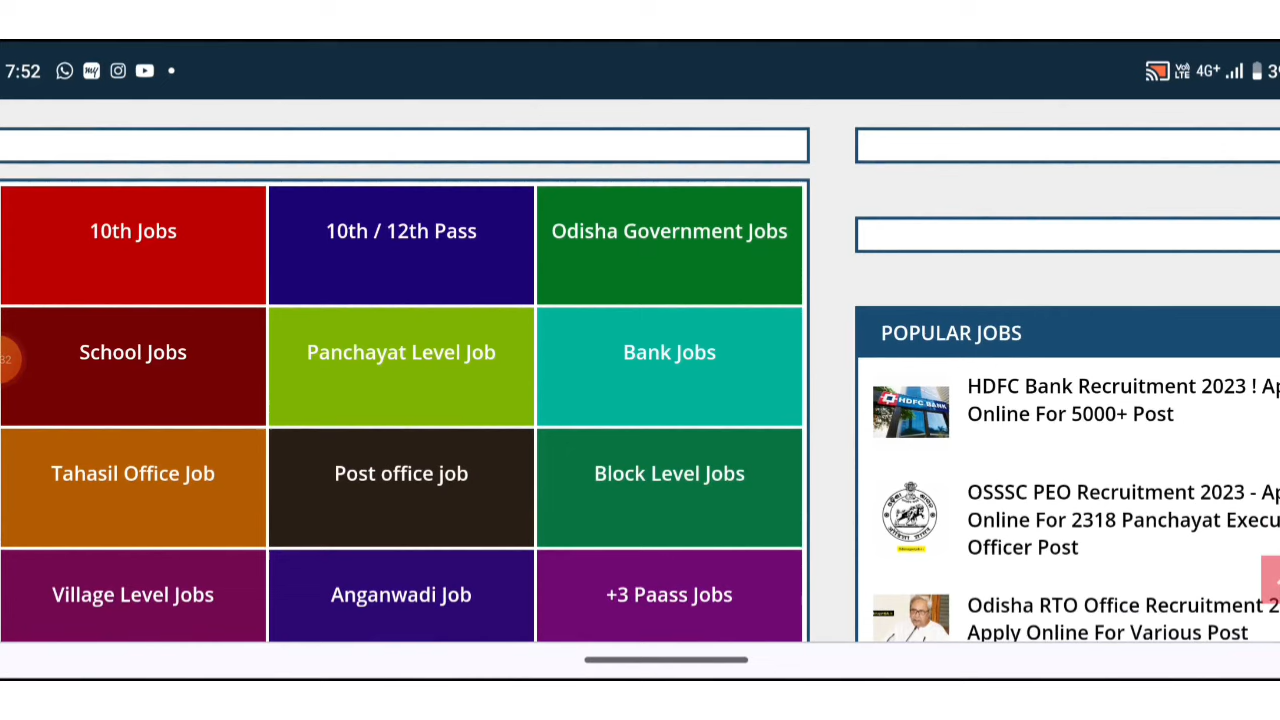 7:52
4G+
10th Jobs
10th / 12th Pass
Odisha Government Jobs
School Jobs
Panchayat Level Job
Bank Jobs
Tahasil Office Job
Post office job
Block Level Jobs
Village Level Jobs
Anganwadi Job
+3 Paass Jobs
POPULAR JOBS
HDFC BANK
HDFC Bank Recruitment 2023 ! Ap
Online For 5000+ Post
OSSSC PEO Recruitment 2023 - Ap
Online For 2318 Panchayat Execu
Officer Post
Odisha RTO Office Recruitment 2
Apply Online For Various Post